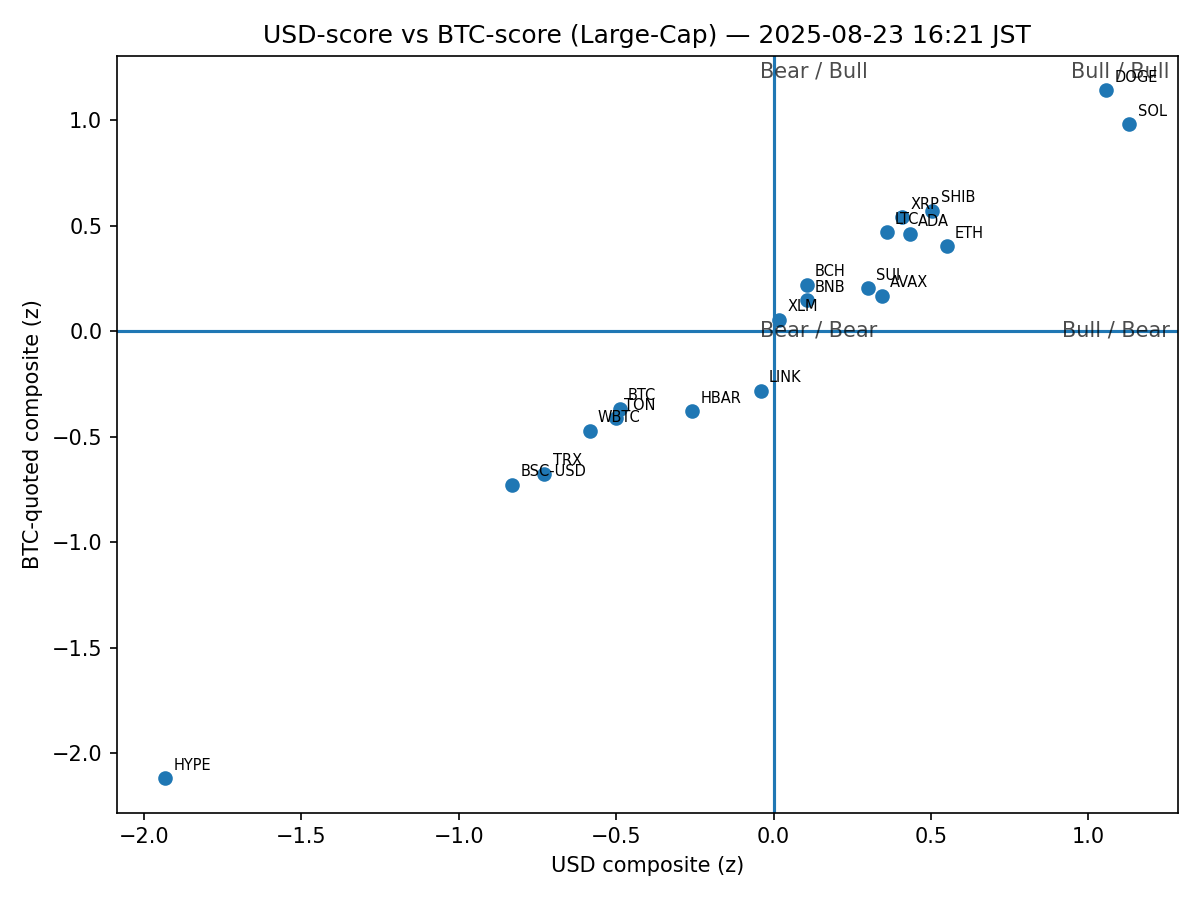 USD-score vs BTC-score (Large-Cap) — 2025-08-23 16:21 JST
Bear / Bull
Bull / Bull
DOGE
SOL
SHIB
XRP
LTC
ADA
ETH
BCH
SUI
AVAX
BNB
XLM
Bear / Bear
Bull / Bear
LINK
HBAR
BTC
TON
WBTC
TRX
BSC-USD
HYPE
1.0
0.5
0.0
−0.5
−1.0
−1.5
−2.0
BTC-quoted composite (z)
−2.0
−1.5
−1.0
−0.5
0.0
0.5
1.0
USD composite (z)